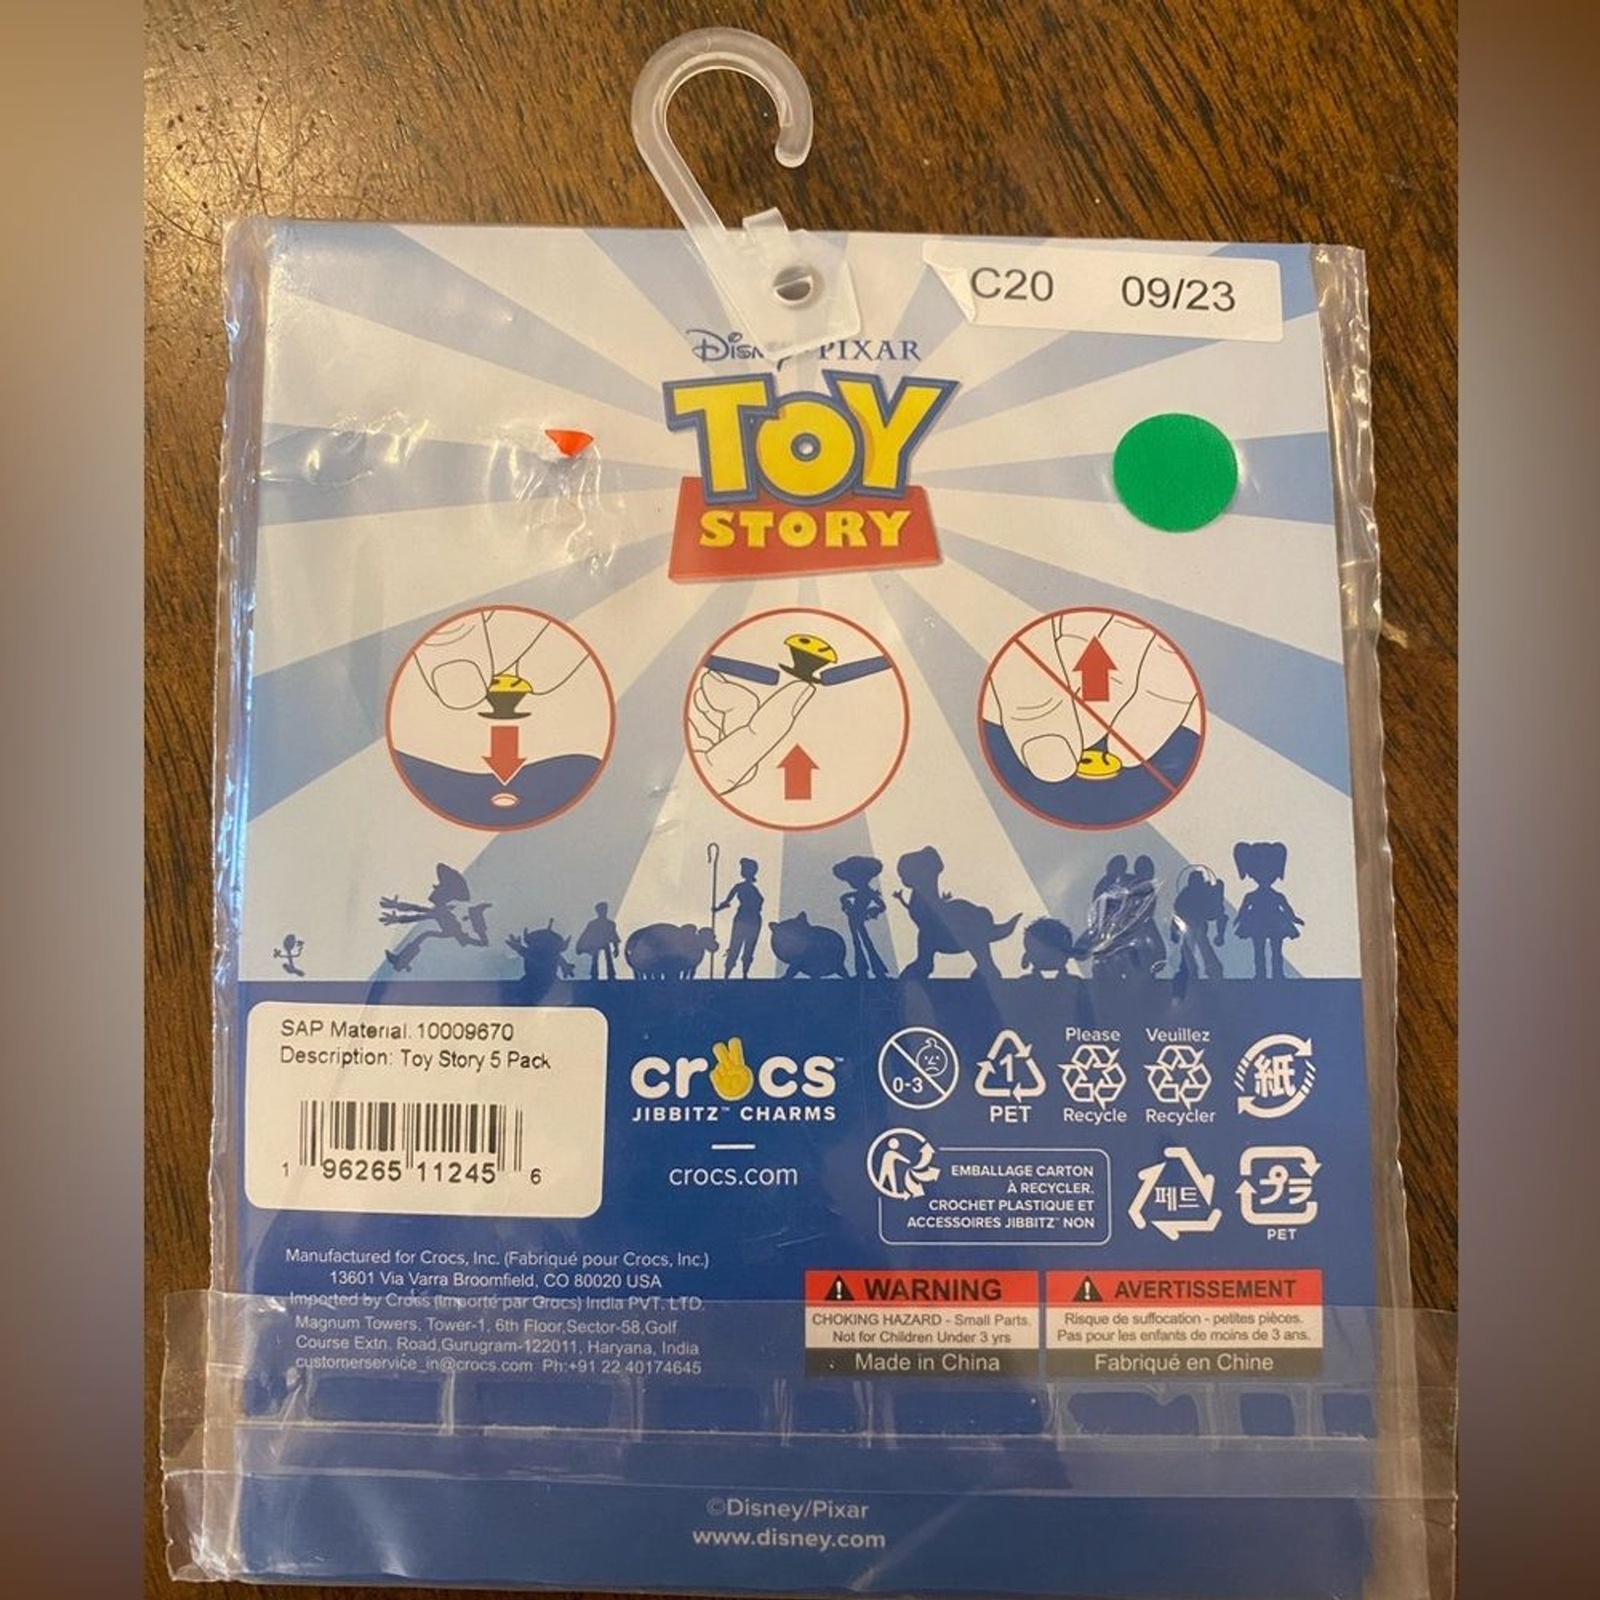 C20 09/23
Disney PIXAR
TOY
STORY
SAP Material. 10009670
Description: Toy Story 5 Pack
1 96265 11245 6
crocs™
JIBBITZ™ CHARMS
crocs.com
0-3
1
PET
Please
Recycle
Veuillez
Recycler
紙
EMBALLAGE CARTON
À RECYCLER.
CROCHET PLASTIQUE ET
ACCESSOIRES JIBBITZ™ NON
페트
プラ
PET
Manufactured for Crocs, Inc. (Fabriqué pour Crocs, Inc.)
13601 Via Varra Broomfield, CO 80020 USA
Imported by Crocs (Importé par Crocs) India PVT. LTD.
Magnum Towers, Tower-1, 6th Floor,Sector-58,Golf
Course Extn. Road,Gurugram-122011, Haryana, India
customerservice_in@crocs.com Ph:+91 22 40174645
WARNING
CHOKING HAZARD - Small Parts.
Not for Children Under 3 yrs
Made in China
AVERTISSEMENT
Risque de suffocation - petites pièces.
Pas pour les enfants de moins de 3 ans.
Fabriqué en Chine
©Disney/Pixar
www.disney.com